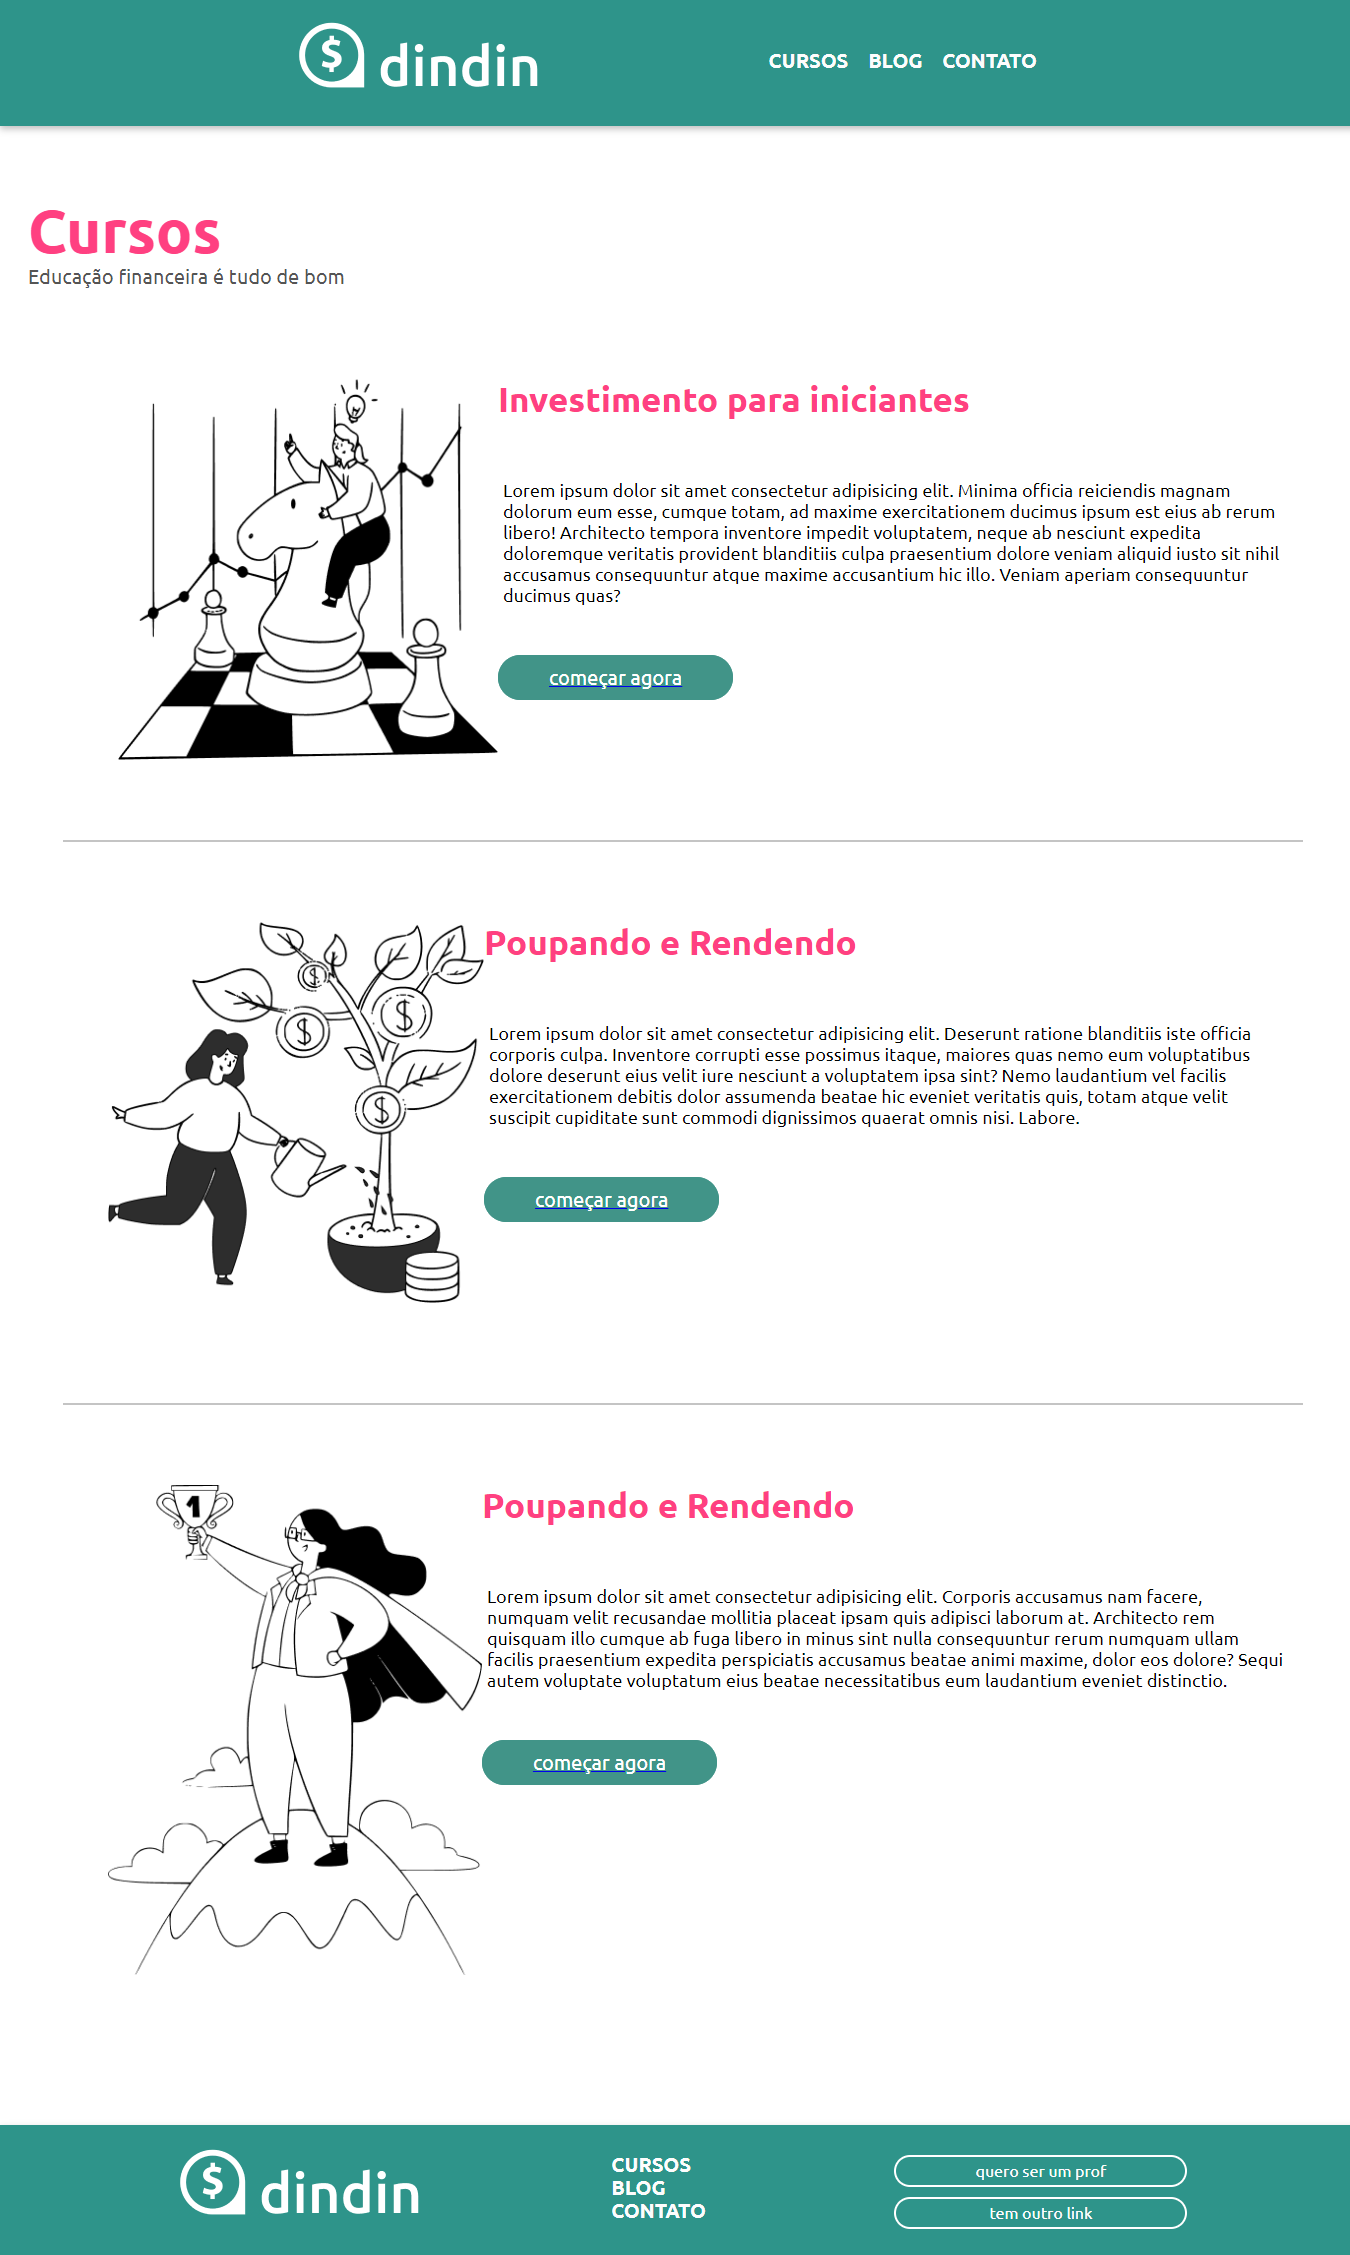 $ dindin
CURSOS BLOG CONTATO
Cursos
Educação financeira é tudo de bom
Investimento para iniciantes
Lorem ipsum dolor sit amet consectetur adipisicing elit. Minima officia reiciendis magnam
dolorum eum esse, cumque totam, ad maxime exercitationem ducimus ipsum est eius ab rerum
libero! Architecto tempora inventore impedit voluptatem, neque ab nesciunt expedita
doloremque veritatis provident blanditiis culpa praesentium dolore veniam aliquid iusto sit nihil
accusamus consequuntur atque maxime accusantium hic illo. Veniam aperiam consequuntur
ducimus quas?
começar agora
$
$
$
$
Poupando e Rendendo
Lorem ipsum dolor sit amet consectetur adipisicing elit. Deserunt ratione blanditiis iste officia
corporis culpa. Inventore corrupti esse possimus itaque, maiores quas nemo eum voluptatibus
dolore deserunt eius velit iure nesciunt a voluptatem ipsa sint? Nemo laudantium vel facilis
exercitationem debitis dolor assumenda beatae hic eveniet veritatis quis, totam atque velit
suscipit cupiditate sunt commodi dignissimos quaerat omnis nisi. Labore.
começar agora
1
Poupando e Rendendo
Lorem ipsum dolor sit amet consectetur adipisicing elit. Corporis accusamus nam facere,
numquam velit recusandae mollitia placeat ipsam quis adipisci laborum at. Architecto rem
quisquam illo cumque ab fuga libero in minus sint nulla consequuntur rerum numquam ullam
facilis praesentium expedita perspiciatis accusamus beatae animi maxime, dolor eos dolore? Sequi
autem voluptate voluptatum eius beatae necessitatibus eum laudantium eveniet distinctio.
começar agora
$ dindin
CURSOS
BLOG
CONTATO
quero ser um prof
tem outro link